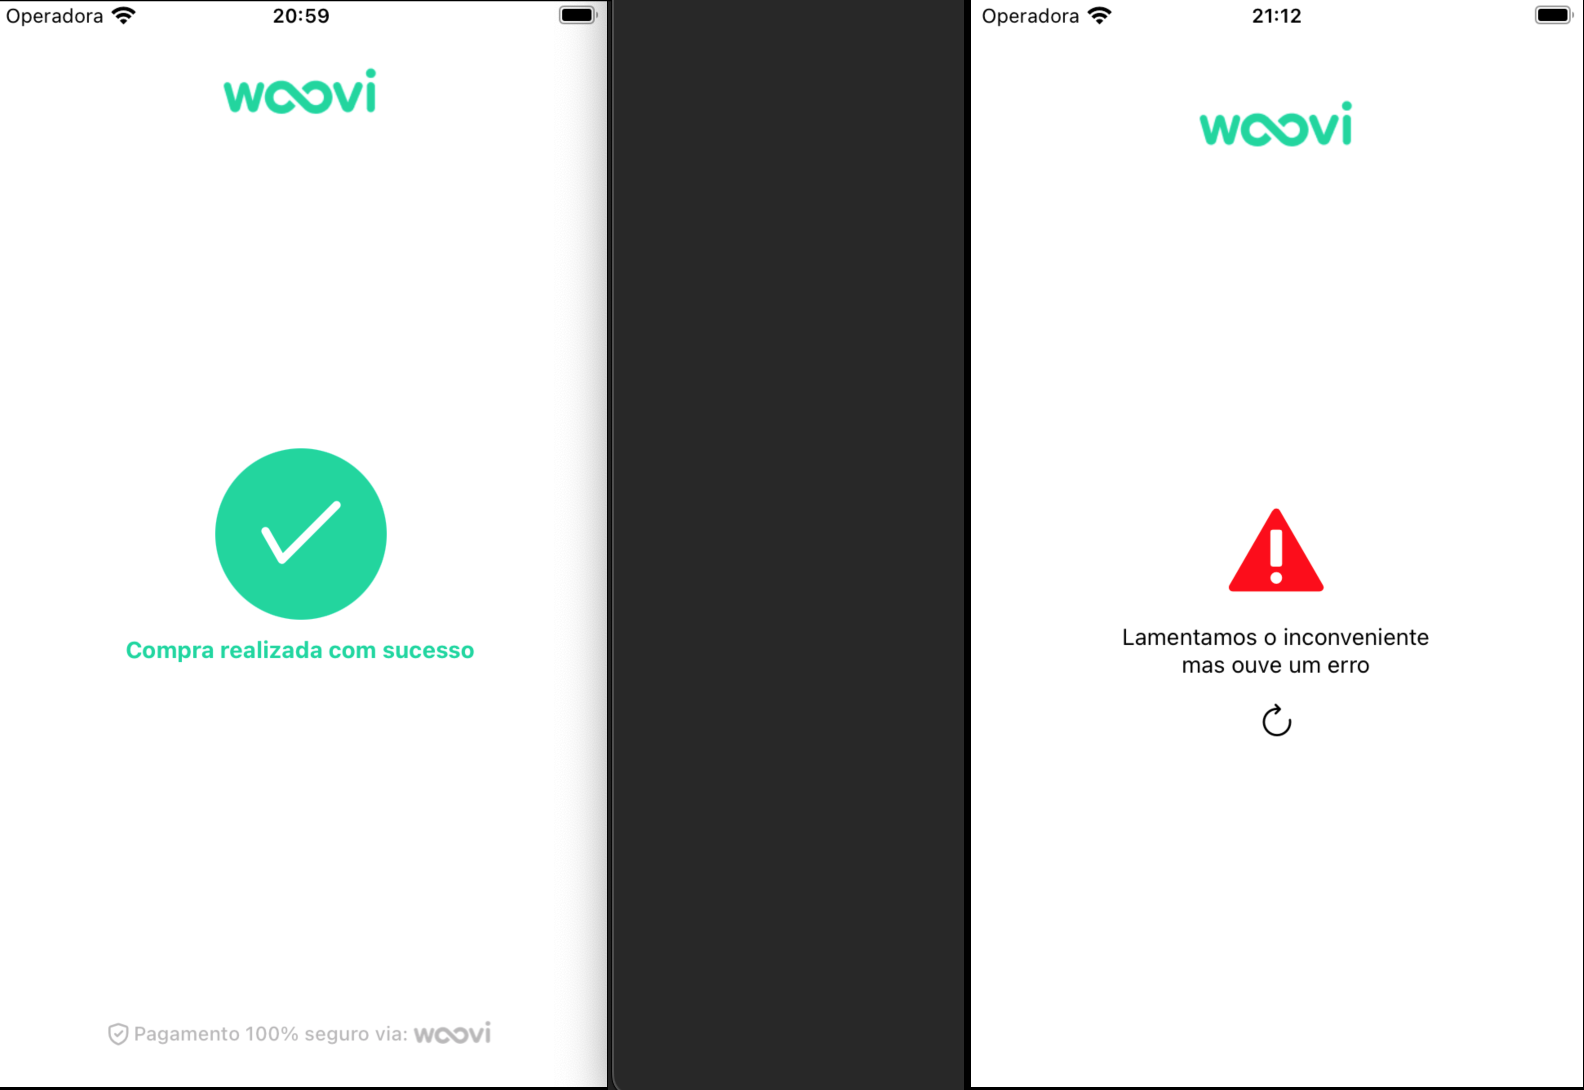 Operadora 20:59
woovi
Compra realizada com sucesso
Pagamento 100% seguro via: woovi
Operadora 21:12
woovi
Lamentamos o inconveniente
mas ouve um erro